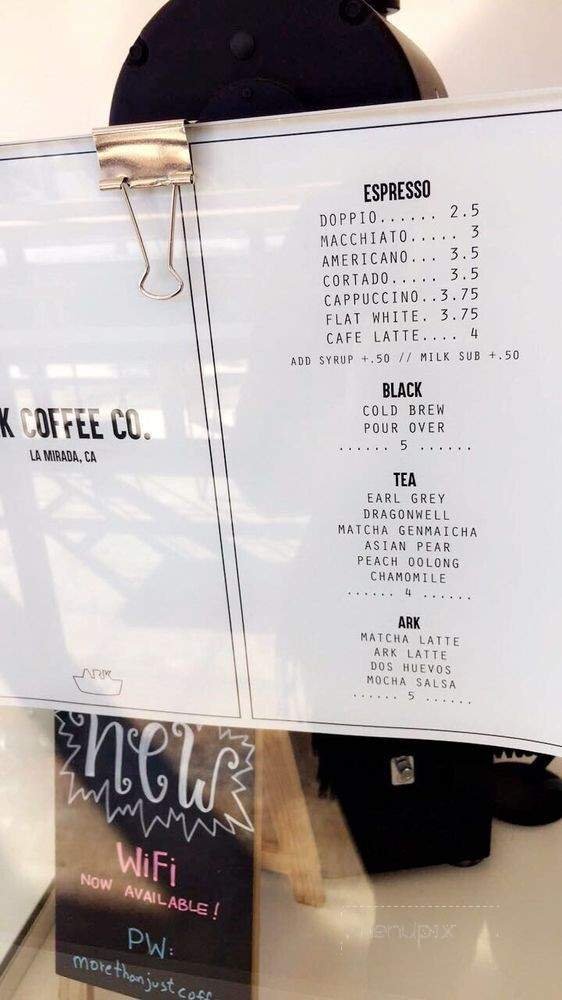 ESPRESSO
DOPPIO...... 2.5
MACCHIATO..... 3
AMERICANO... 3.5
CORTADO..... 3.5
CAPPUCCINO..3.75
FLAT WHITE. 3.75
CAFE LATTE.... 4
ADD SYRUP +.50 // MILK SUB +.50
BLACK
COLD BREW
POUR OVER
...... 5 ......
TEA
EARL GREY
DRAGONWELL
MATCHA GENMAICHA
ASIAN PEAR
PEACH OOLONG
CHAMOMILE
...... 4 ......
ARK
MATCHA LATTE
ARK LATTE
DOS HUEVOS
MOCHA SALSA
...... 5 ......
K COFFEE CO.
LA MIRADA, CA
ARK
new
WiFi
NOW AVAILABLE!
PW:
morethanjustcoff
menupix